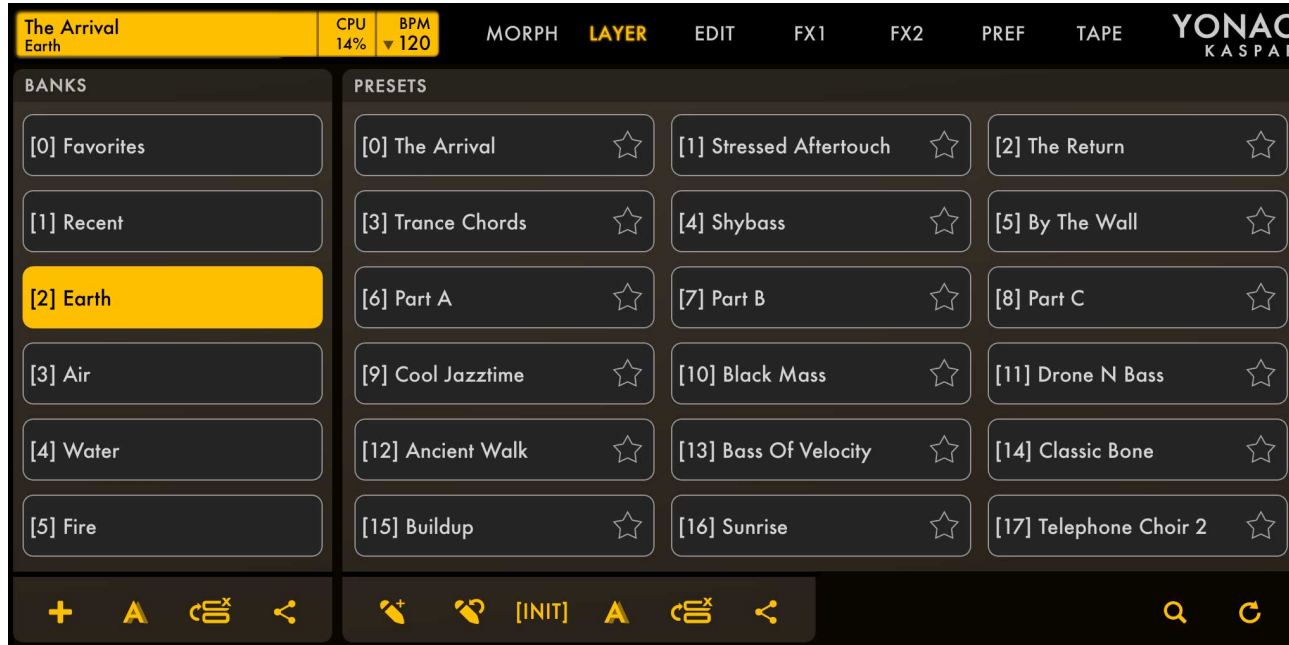 The Arrival
Earth
CPU
14%
BPM
▼ 120
MORPH LAYER EDIT FX1 FX2 PREF TAPE
BANKS
[0] Favorites
[1] Recent
[2] Earth
[3] Air
[4] Water
[5] Fire
PRESETS
[0] The Arrival [1] Stressed Aftertouch [2] The Return
[3] Trance Chords [4] Shybass [5] By The Wall
[6] Part A [7] Part B [8] Part C
[9] Cool Jazztime [10] Black Mass [11] Drone N Bass
[12] Ancient Walk [13] Bass Of Velocity [14] Classic Bone
[15] Buildup [16] Sunrise [17] Telephone Choir 2
[INIT]